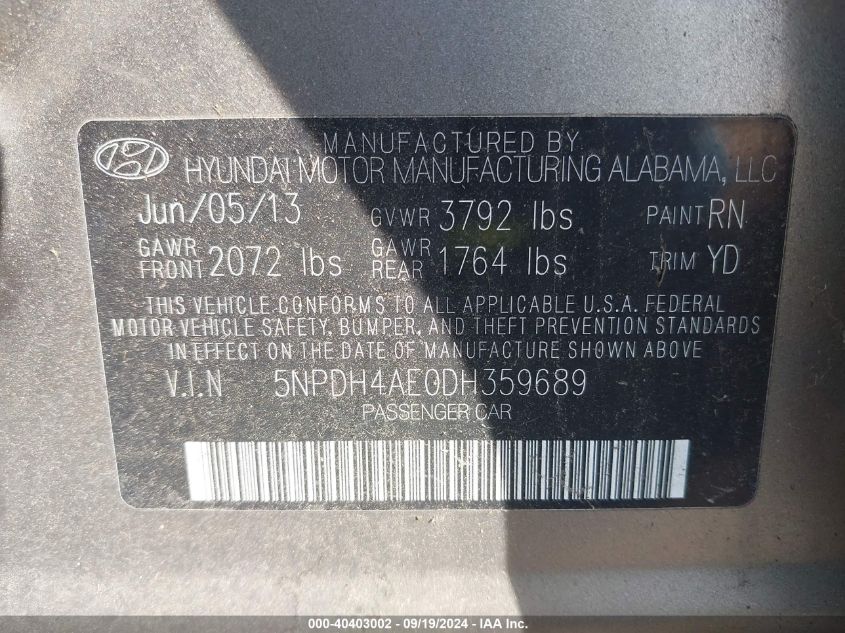 MANUFACTURED BY
HYUNDAI MOTOR MANUFACTURING ALABAMA, LLC
Jun/05/13 GVWR 3792 lbs PAINT RN
GAWR FRONT 2072 lbs GAWR REAR 1764 lbs TRIM YD
THIS VEHICLE CONFORMS TO ALL APPLICABLE U.S.A. FEDERAL
MOTOR VEHICLE SAFETY, BUMPER, AND THEFT PREVENTION STANDARDS
IN EFFECT ON THE DATE OF MANUFACTURE SHOWN ABOVE.
V.I.N 5NPDH4AE0DH359689
PASSENGER CAR
000-40403002 - 09/19/2024 - IAA Inc.